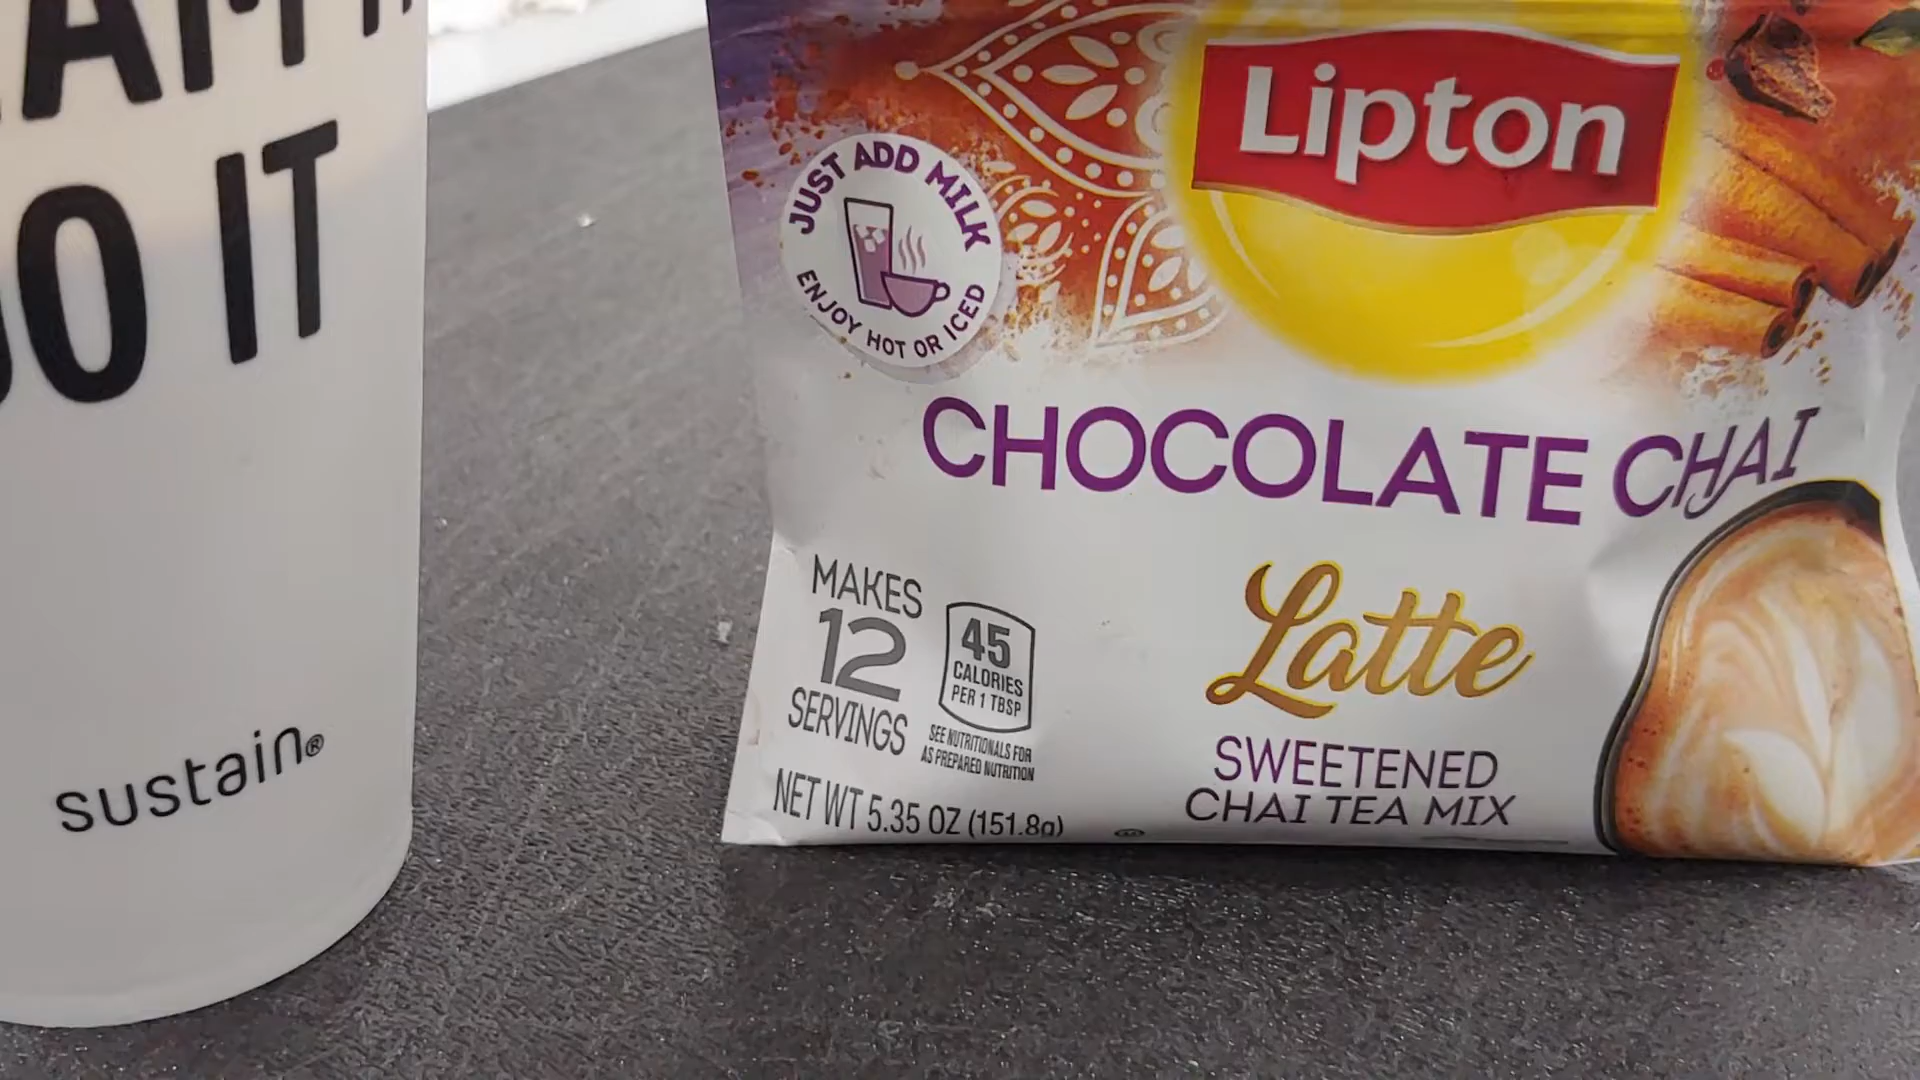 DO IT
sustain®
Lipton
JUST ADD MILK
ENJOY HOT OR ICED
CHOCOLATE CHAI
Latte
SWEETENED
CHAI TEA MIX
MAKES
12
SERVINGS
45
CALORIES
PER 1 TBSP
SEE NUTRITIONALS FOR
AS PREPARED NUTRITION
NET WT 5.35 OZ (151.8g)